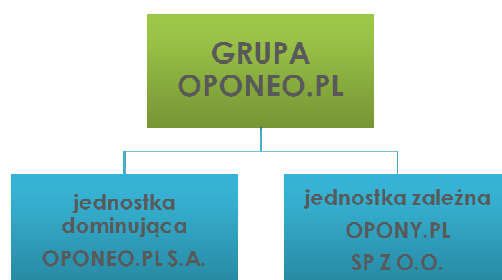 GRUPA
OPONEO.PL
jednostka
dominująca
OPONEO.PL S.A.
jednostka zależna
OPONY.PL
SP Z O.O.